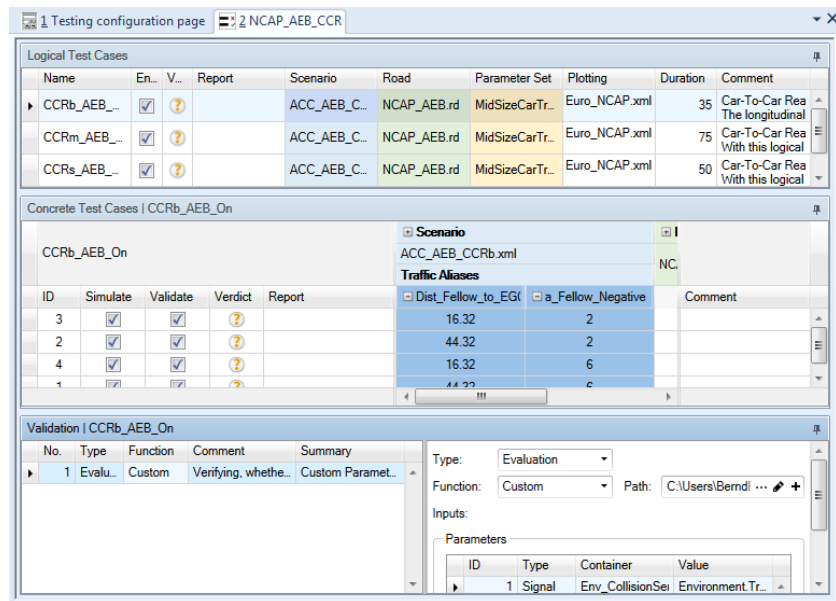 1 Testing configuration page 2 NCAP_AEB_CCR
Logical Test Cases
Name En... V... Report Scenario Road Parameter Set Plotting Duration Comment
CCRb_AEB_... ACC_AEB_C... NCAP_AEB.rd MidSizeCarTr... Euro_NCAP.xml 35 Car-To-Car Rea
The longitudinal
CCRm_AEB_... ACC_AEB_C... NCAP_AEB.rd MidSizeCarTr... Euro_NCAP.xml 75 Car-To-Car Rea
With this logical
CCRs_AEB_... ACC_AEB_C... NCAP_AEB.rd MidSizeCarTr... Euro_NCAP.xml 50 Car-To-Car Rea
With this logical
Concrete Test Cases | CCRb_AEB_On
Scenario
CCRb_AEB_On ACC_AEB_CCRb.xml NC
Traffic Aliases
ID Simulate Validate Verdict Report Dist_Fellow_to_EG a_Fellow_Negative Comment
3 16.32 2
2 44.32 2
4 16.32 6
1 44.32 6
Validation | CCRb_AEB_On
No. Type Function Comment Summary
1 Evalu... Custom Verifying, whethe... Custom Paramet...
Type: Evaluation
Function: Custom Path: C:\Users\Bernd ...
Inputs:
Parameters
ID Type Container Value
1 Signal Env_CollisionSe Environment.Tr...